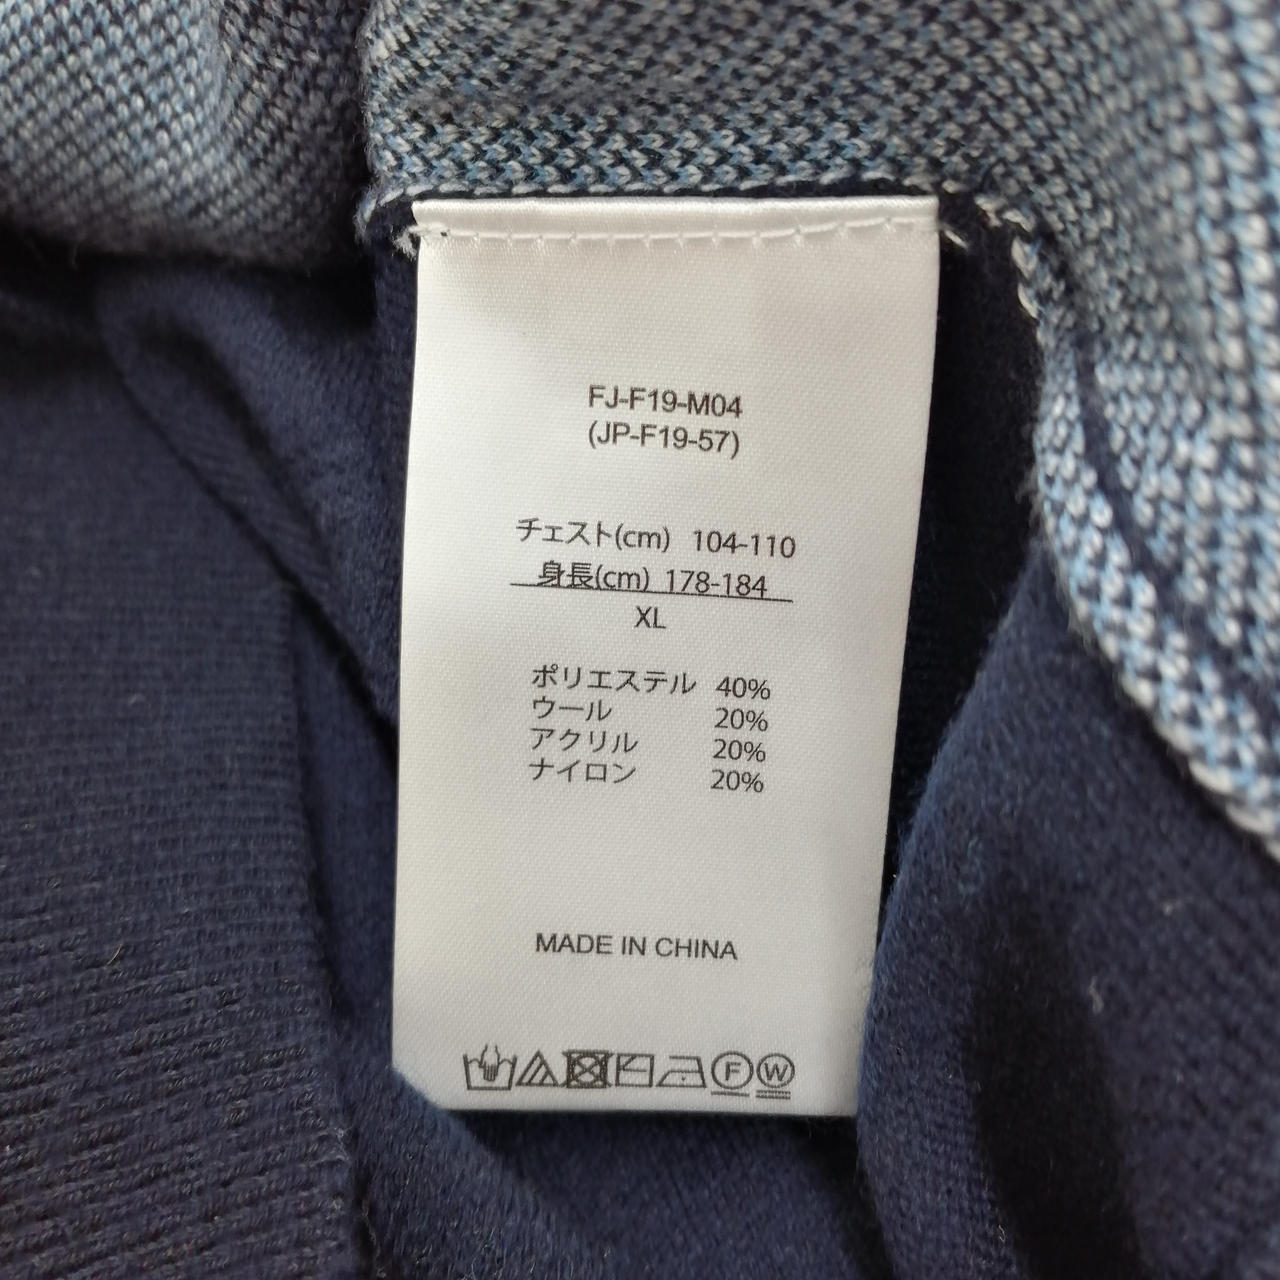 FJ-F19-M04
(JP-F19-57)
チェスト(cm) 104-110
身長(cm) 178-184
XL
ポリエステル 40%
ウール 20%
アクリル 20%
ナイロン 20%
MADE IN CHINA
F W